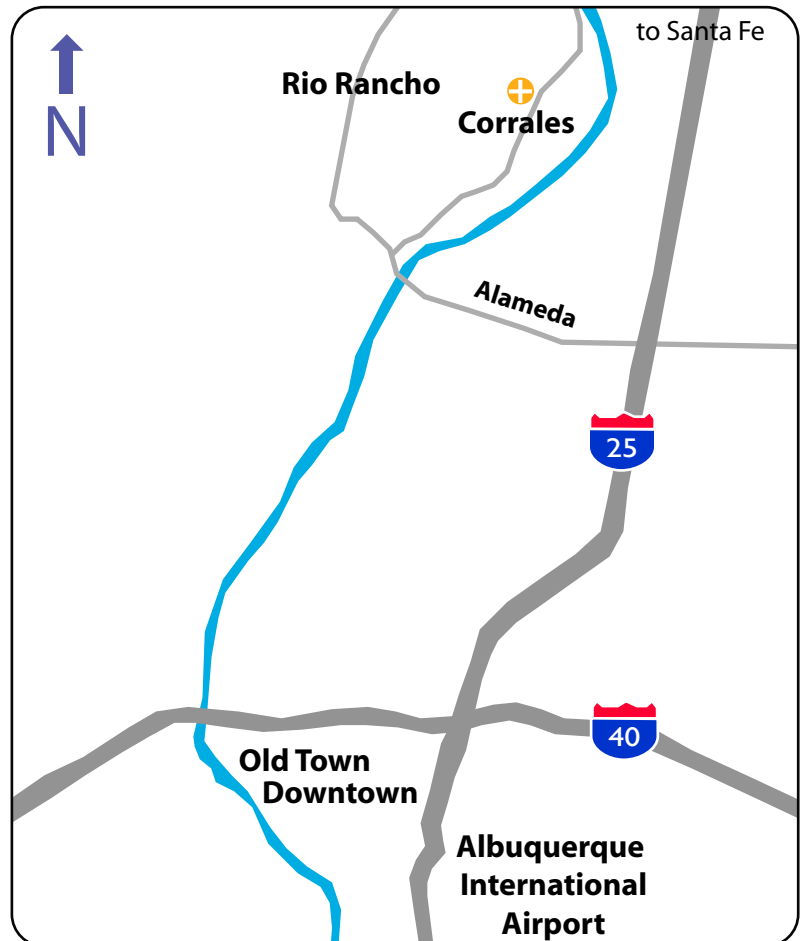 to Santa Fe
N
Rio Rancho
Corrales
Alameda
25
40
Old Town
Downtown
Albuquerque
International
Airport